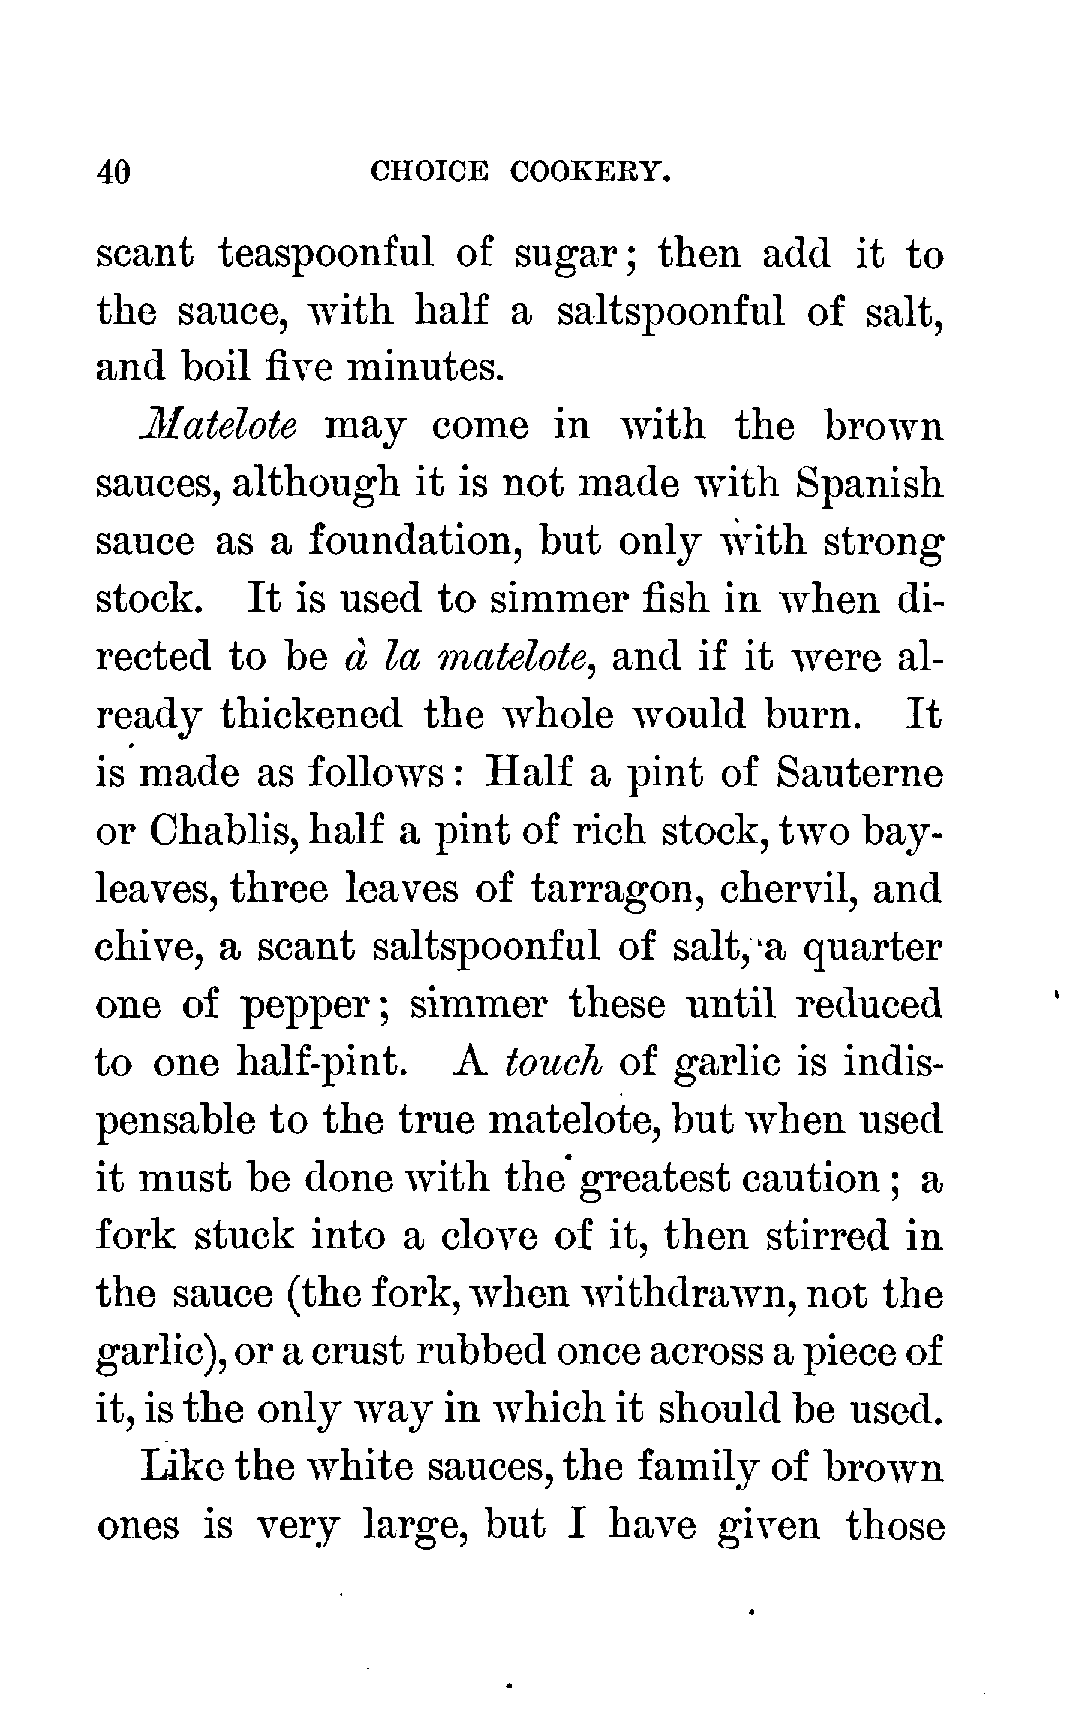 40 CHOICE COOKERY.
scant teaspoonful of sugar; then add it to
the sauce, with half a saltspoonful of salt,
and boil five minutes.
Matelote may come in with the brown
sauces, although it is not made with Spanish
sauce as a foundation, but only with strong
stock. It is used to simmer fish in when di-
rected to be à la matelote, and if it were al-
ready thickened the whole would burn. It
is made as follows: Half a pint of Sauterne
or Chablis, half a pint of rich stock, two bay-
leaves, three leaves of tarragon, chervil, and
chive, a scant saltspoonful of salt, a quarter
one of pepper; simmer these until reduced
to one half-pint. A touch of garlic is indis-
pensable to the true matelote, but when used
it must be done with the greatest caution; a
fork stuck into a clove of it, then stirred in
the sauce (the fork, when withdrawn, not the
garlic), or a crust rubbed once across a piece of
it, is the only way in which it should be used.
Like the white sauces, the family of brown
ones is very large, but I have given those